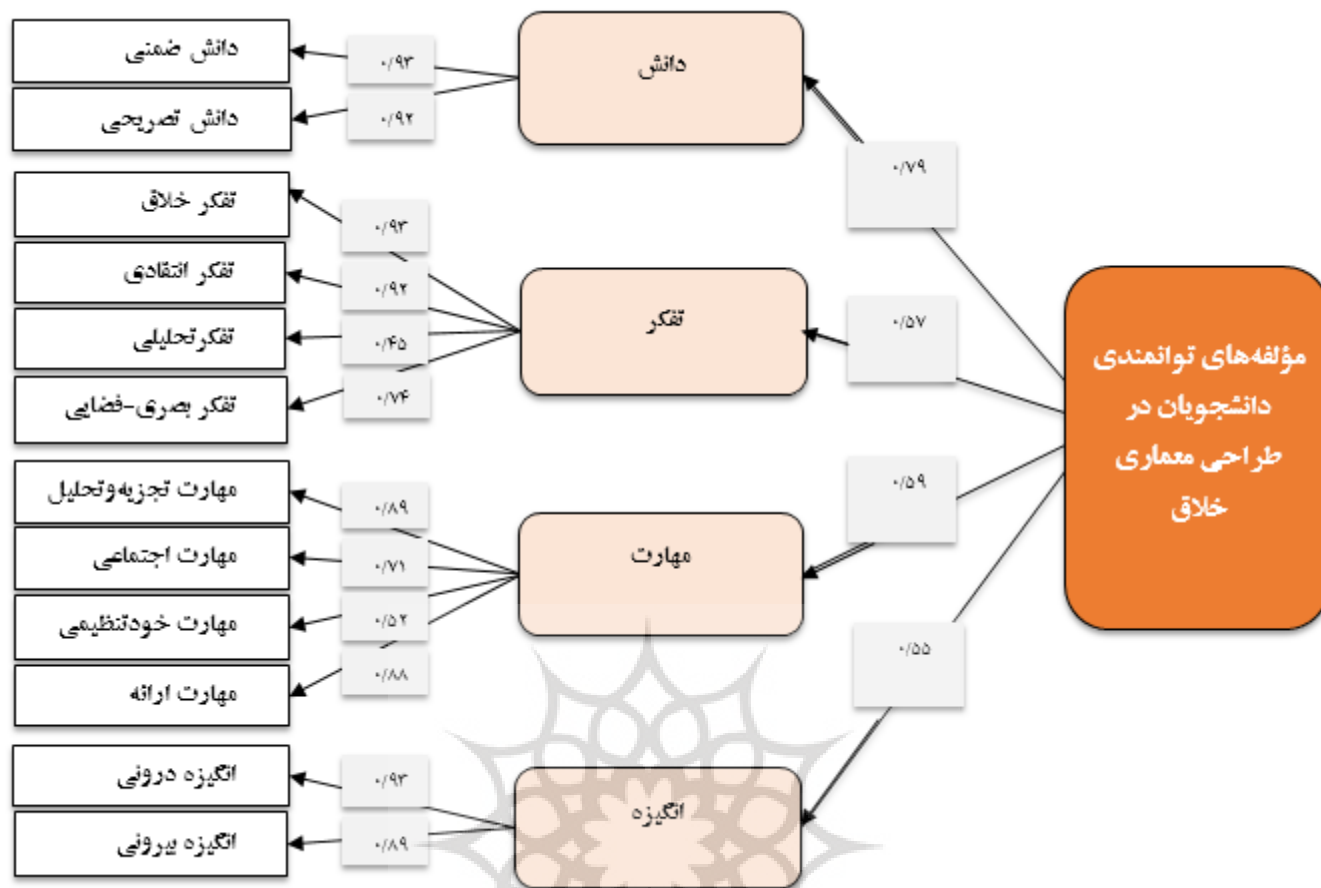 مؤلفه‌های توانمندی
دانشجویان در
طراحی معماری
خلاق
۰/۷۹
۰/۵۷
۰/۵۹
۰/۵۵
دانش
۰/۹۳
۰/۹۲
دانش ضمنی
دانش تصریحی
تفکر
۰/۹۳
۰/۹۲
۰/۴۵
۰/۷۴
تفکر خلاق
تفکر انتقادی
تفکرتحلیلی
تفکر بصری-فضایی
مهارت
۰/۸۹
۰/۷۱
۰/۵۲
۰/۸۸
مهارت تجزیه‌وتحلیل
مهارت اجتماعی
مهارت خودتنظیمی
مهارت ارائه
انگیزه
۰/۹۳
۰/۸۹
انگیزه درونی
انگیزه بیرونی